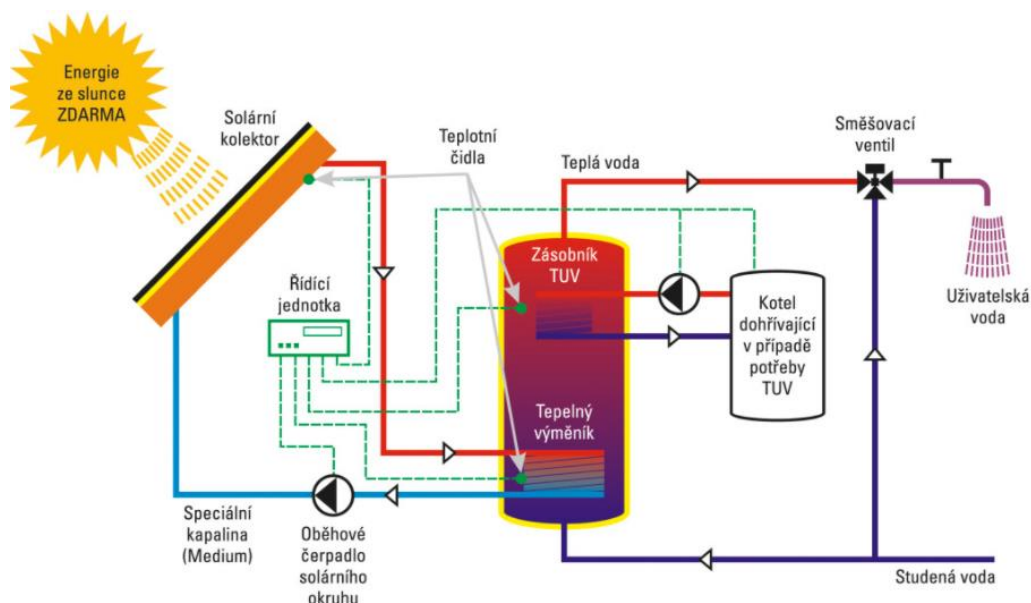 Energie
ze slunce
ZDARMA
Solární
kolektor
Teplotní
čidla
Teplá voda
Směšovací
ventil
Zásobník
TUV
Řídící
jednotka
Kotel
dohřívající
v případě
potřeby
TUV
Uživatelská
voda
Tepelný
výměník
Speciální
kapalina
(Medium)
Oběhové
čerpadlo
solárního
okruhu
Studená voda